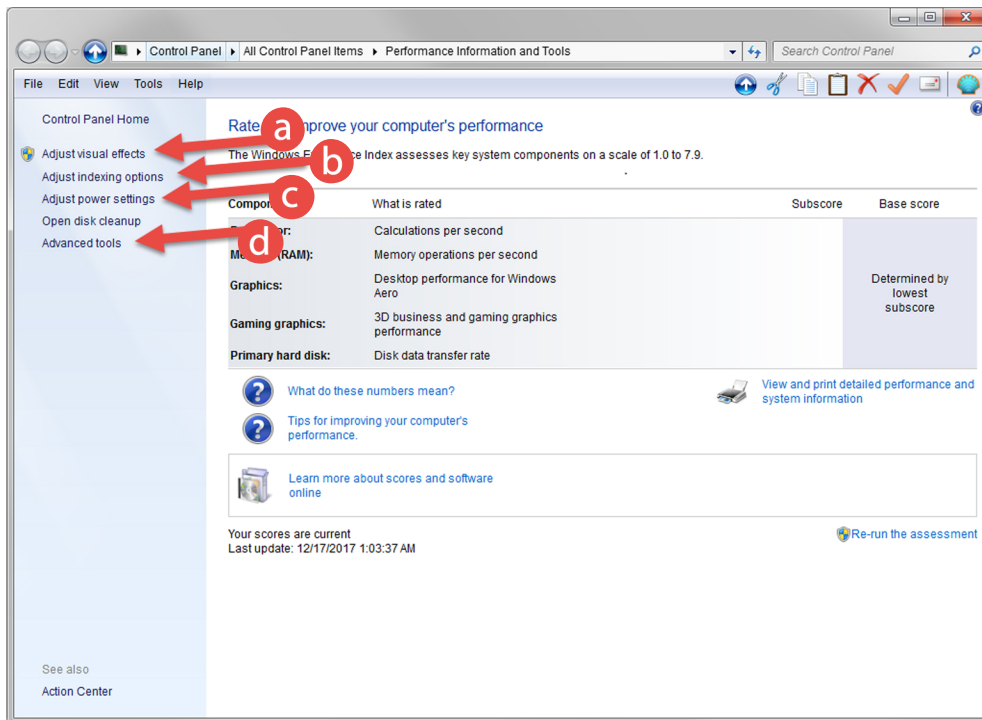 Control Panel ▸ All Control Panel Items ▸ Performance Information and Tools
Search Control Panel
File Edit View Tools Help
Control Panel Home
Adjust visual effects
Adjust indexing options
Adjust power settings
Open disk cleanup
Advanced tools
a
b
c
d
Rate improve your computer's performance
The Windows Index assesses key system components on a scale of 1.0 to 7.9.
What is rated Subscore Base score
Calculations per second
(RAM): Memory operations per second
Graphics: Desktop performance for Windows
Aero
Gaming graphics: 3D business and gaming graphics
performance
Primary hard disk: Disk data transfer rate
Determined by
lowest
subscore
What do these numbers mean?
Tips for improving your computer's
performance.
View and print detailed performance and
system information
Learn more about scores and software
online
Your scores are current
Last update: 12/17/2017 1:03:37 AM
Re-run the assessment
See also
Action Center